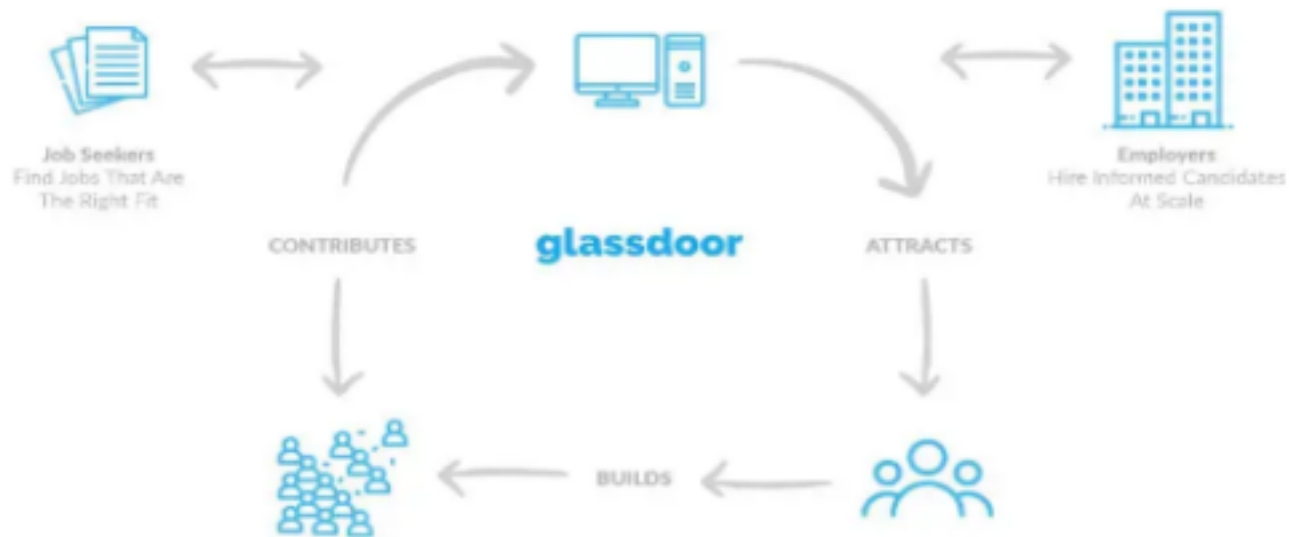 Job Seekers
Find Jobs That Are
The Right Fit
Employers
Hire Informed Candidates
At Scale
CONTRIBUTES
glassdoor
ATTRACTS
BUILDS